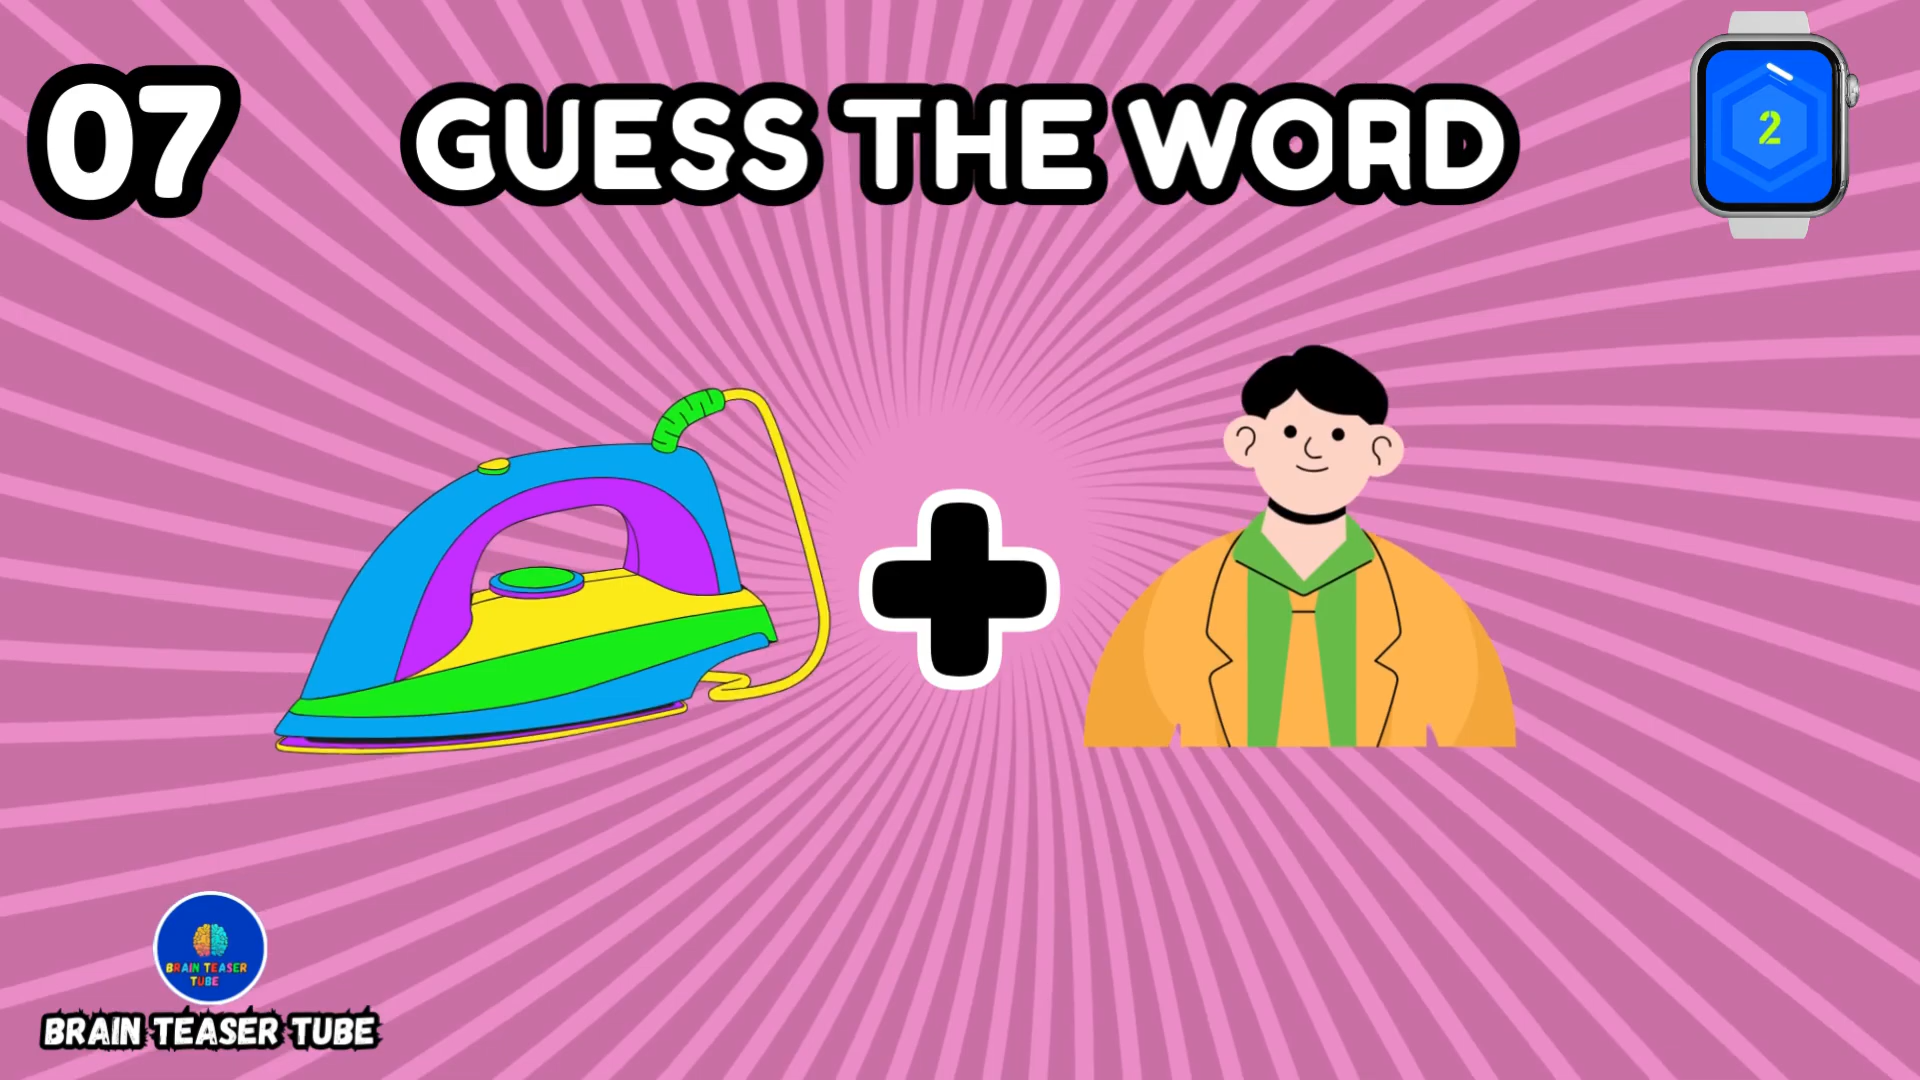 07
GUESS THE WORD
2
BRAIN TEASER
TUBE
BRAIN TEASER TUBE